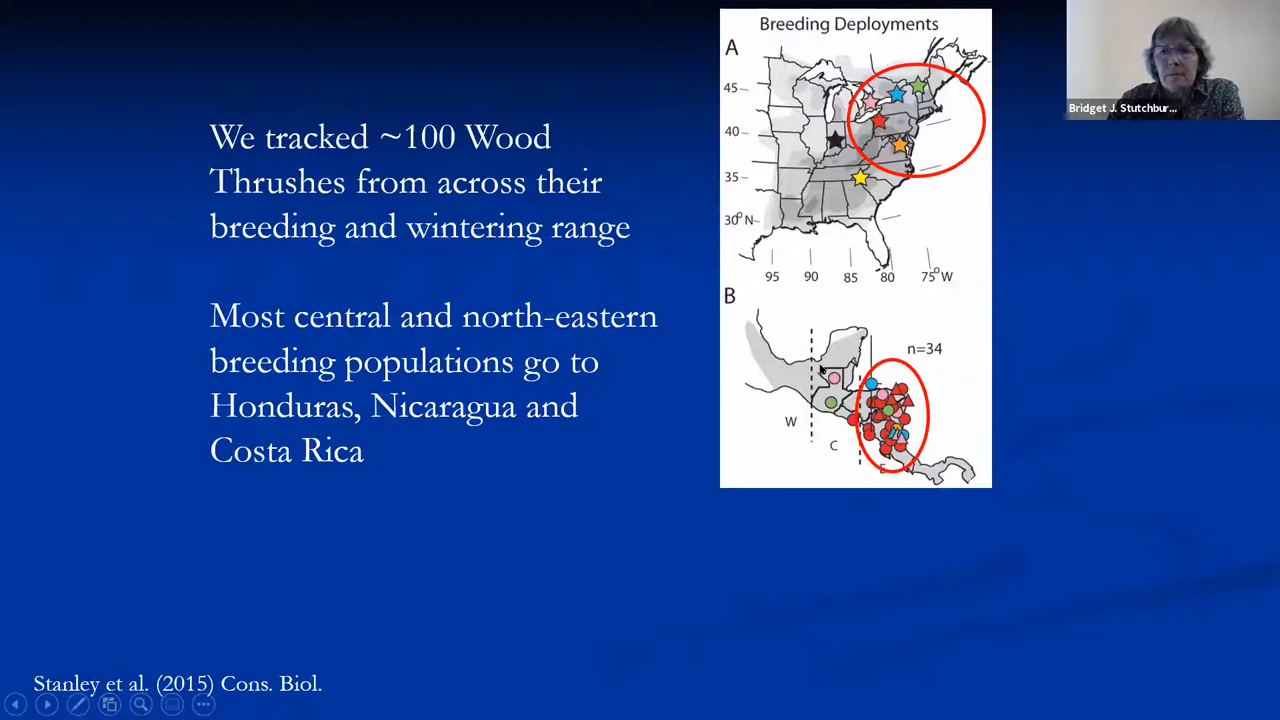 Breeding Deployments
A
45
40
35
30° N
95 90 85 80 75°W
B
n=34
W
C
E
Bridget J. Stutchbur...
We tracked ~100 Wood
Thrushes from across their
breeding and wintering range
Most central and north-eastern
breeding populations go to
Honduras, Nicaragua and
Costa Rica
Stanley et al. (2015) Cons. Biol.